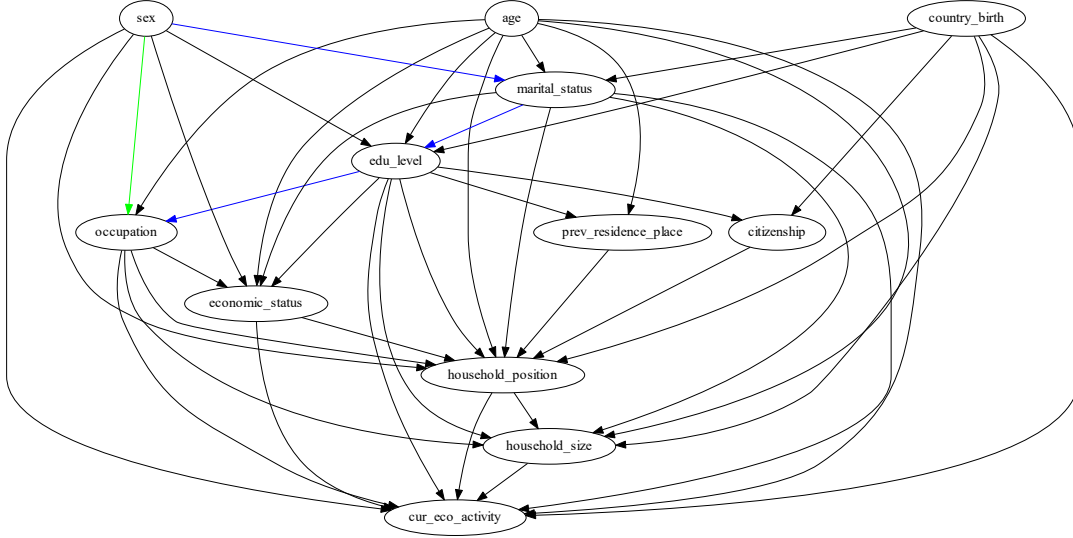 sex
age
country_birth
marital_status
edu_level
occupation
prev_residence_place
citizenship
economic_status
household_position
household_size
cur_eco_activity